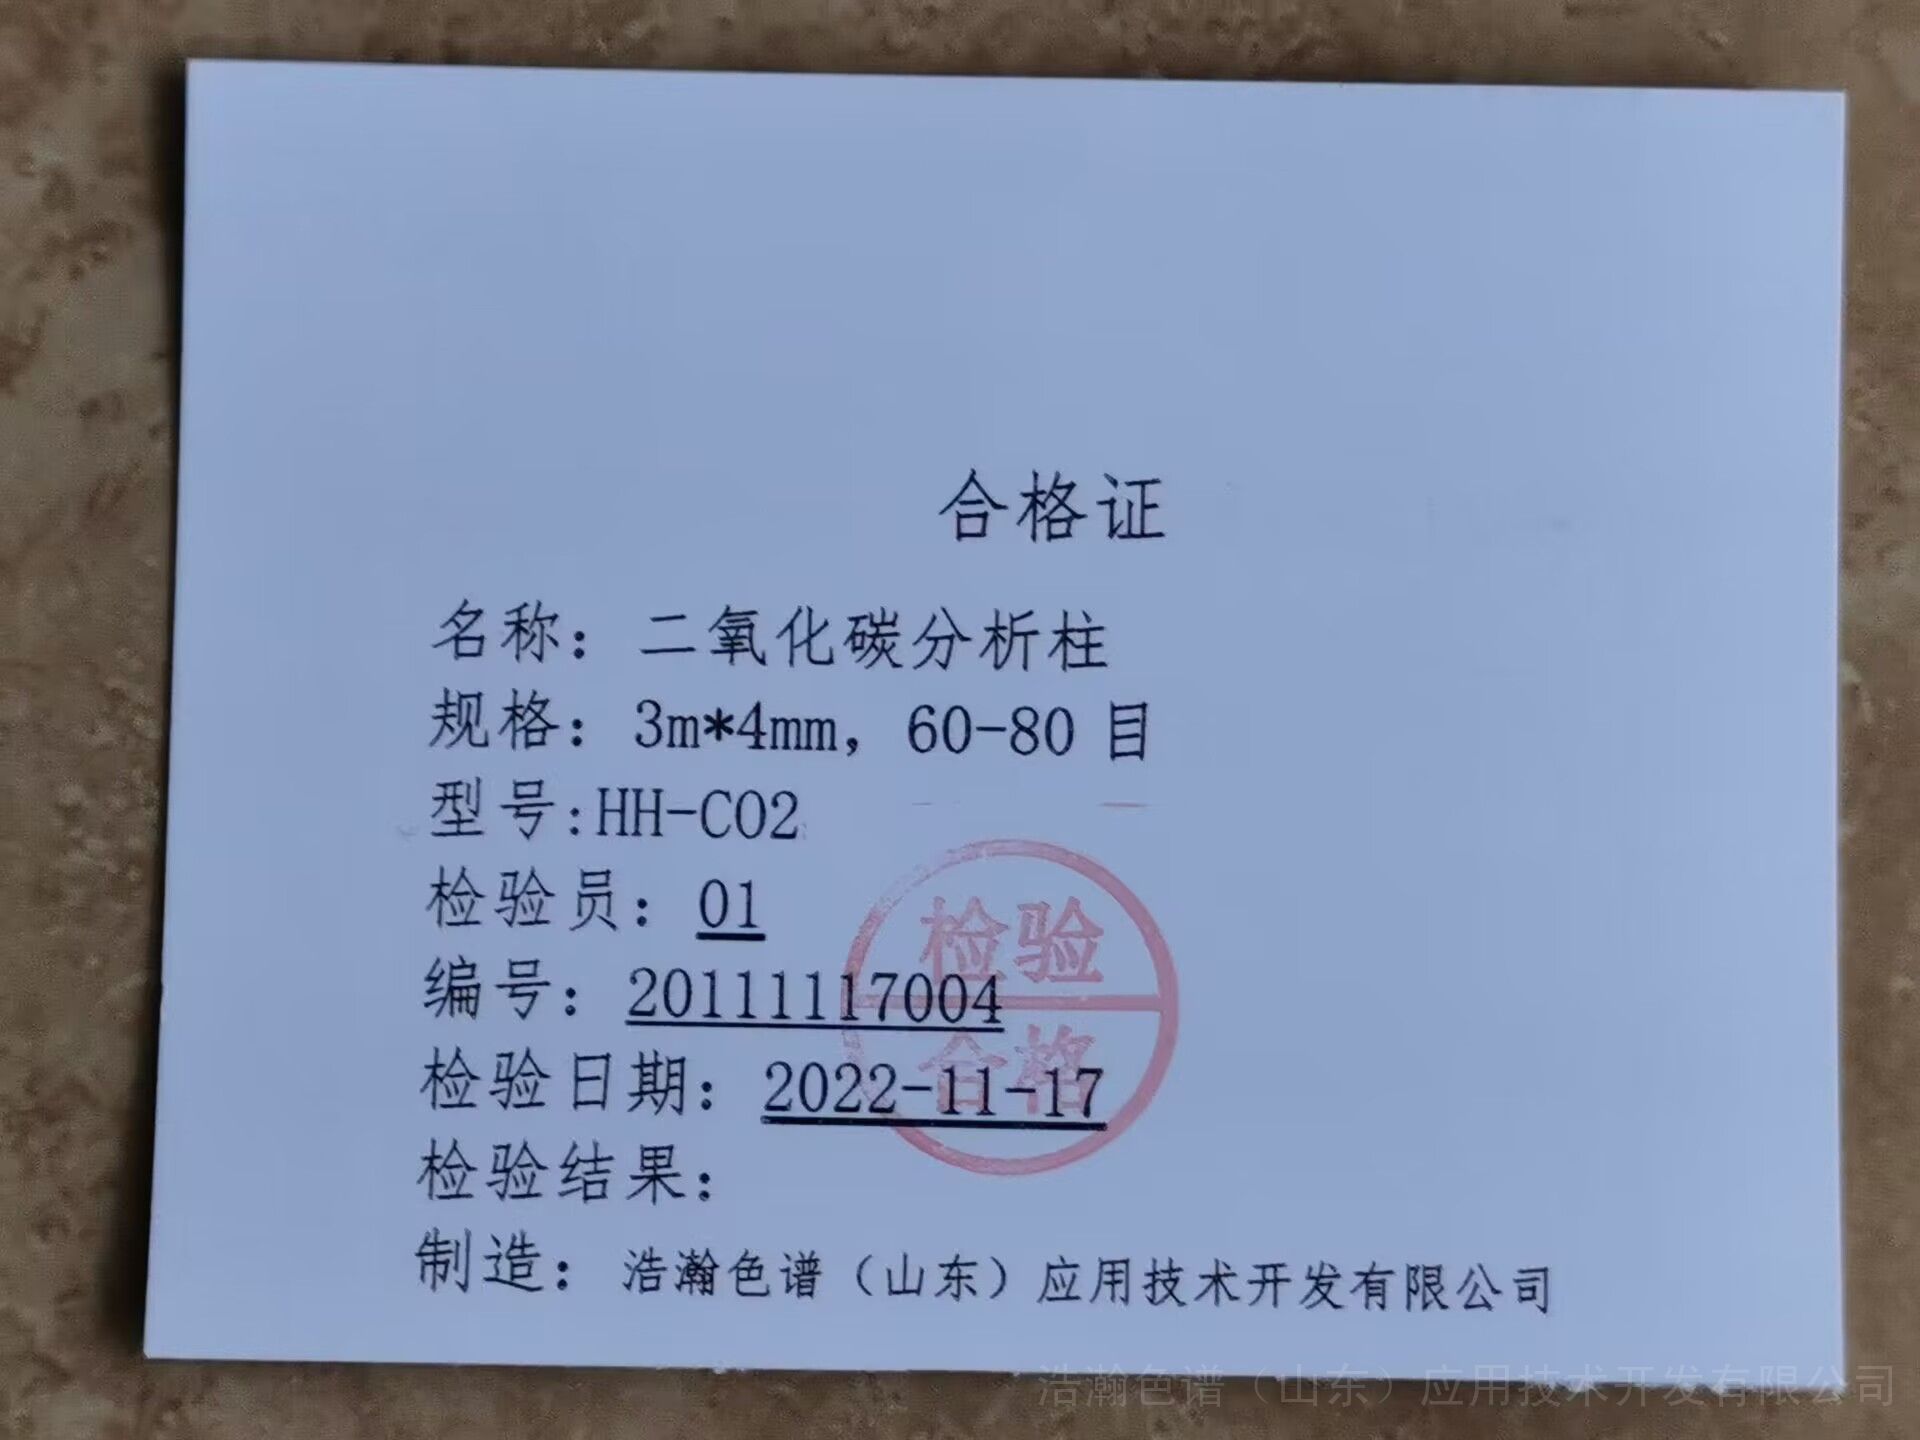 合格证
名称：二氧化碳分析柱
规格：3m*4mm，60-80 目
型号:HH-CO2
检验员：01
编号：20111117004
检验日期：2022-11-17
检验结果：
检验
合格
制造：浩瀚色谱（山东）应用技术开发有限公司
浩瀚色谱（山东）应用技术开发有限公司